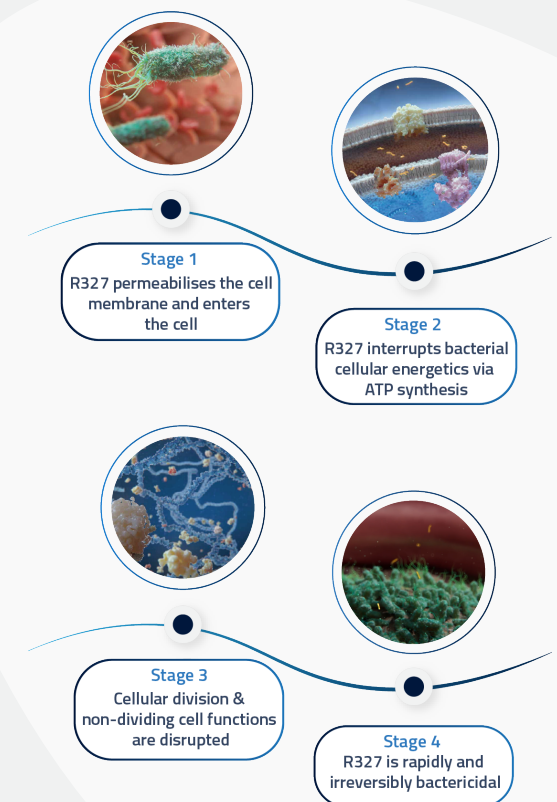 Stage 1
R327 permeabilises the cell
membrane and enters
the cell
Stage 2
R327 interrupts bacterial
cellular energetics via
ATP synthesis
Stage 3
Cellular division &
non-dividing cell functions
are disrupted
Stage 4
R327 is rapidly and
irreversibly bactericidal